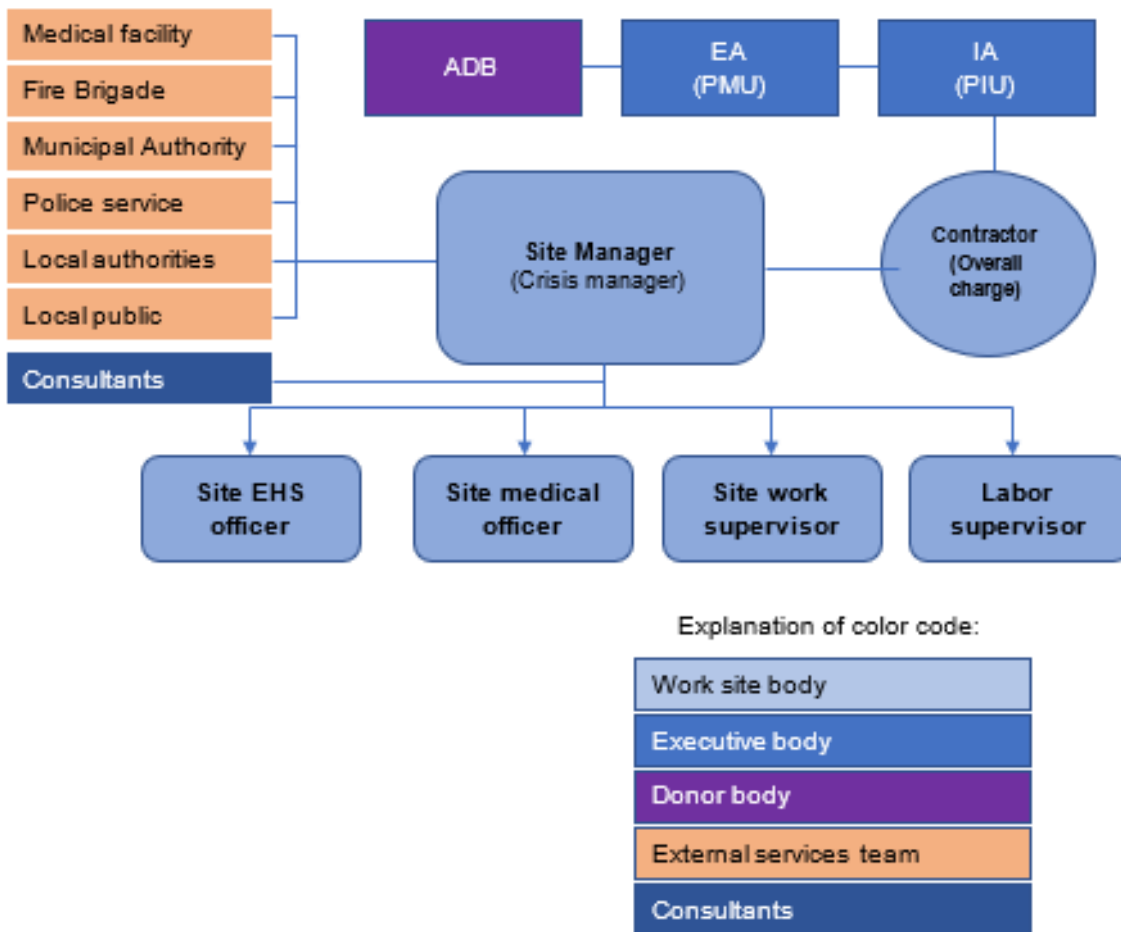 Medical facility
Fire Brigade
Municipal Authority
Police service
Local authorities
Local public
Consultants
ADB
EA
(PMU)
IA
(PIU)
Site Manager
(Crisis manager)
Contractor
(Overall
charge)
Site EHS
officer
Site medical
officer
Site work
supervisor
Labor
supervisor
Explanation of color code:
Work site body
Executive body
Donor body
External services team
Consultants